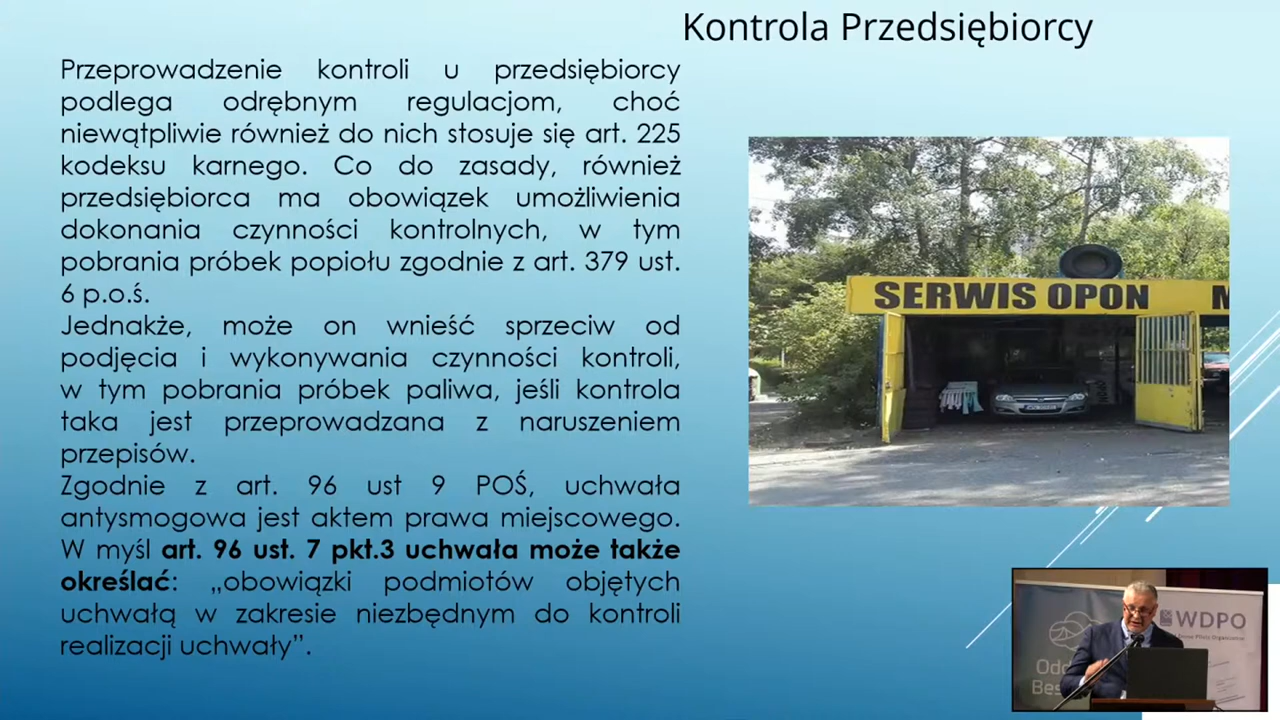 Kontrola Przedsiębiorcy
Przeprowadzenie kontroli u przedsiębiorcy
podlega odrębnym regulacjom, choć
niewątpliwie również do nich stosuje się art. 225
kodeksu karnego. Co do zasady, również
przedsiębiorca ma obowiązek umożliwienia
dokonania czynności kontrolnych, w tym
pobrania próbek popiołu zgodnie z art. 379 ust.
6 p.o.ś.
Jednakże, może on wnieść sprzeciw od
podjęcia i wykonywania czynności kontroli,
w tym pobrania próbek paliwa, jeśli kontrola
taka jest przeprowadzana z naruszeniem
przepisów.
Zgodnie z art. 96 ust 9 POŚ, uchwała
antysmogowa jest aktem prawa miejscowego.
W myśl art. 96 ust. 7 pkt.3 uchwała może także
określać: „obowiązki podmiotów objętych
uchwałą w zakresie niezbędnym do kontroli
realizacji uchwały”.
SERWIS OPON M
WDPO
Odd
Bes